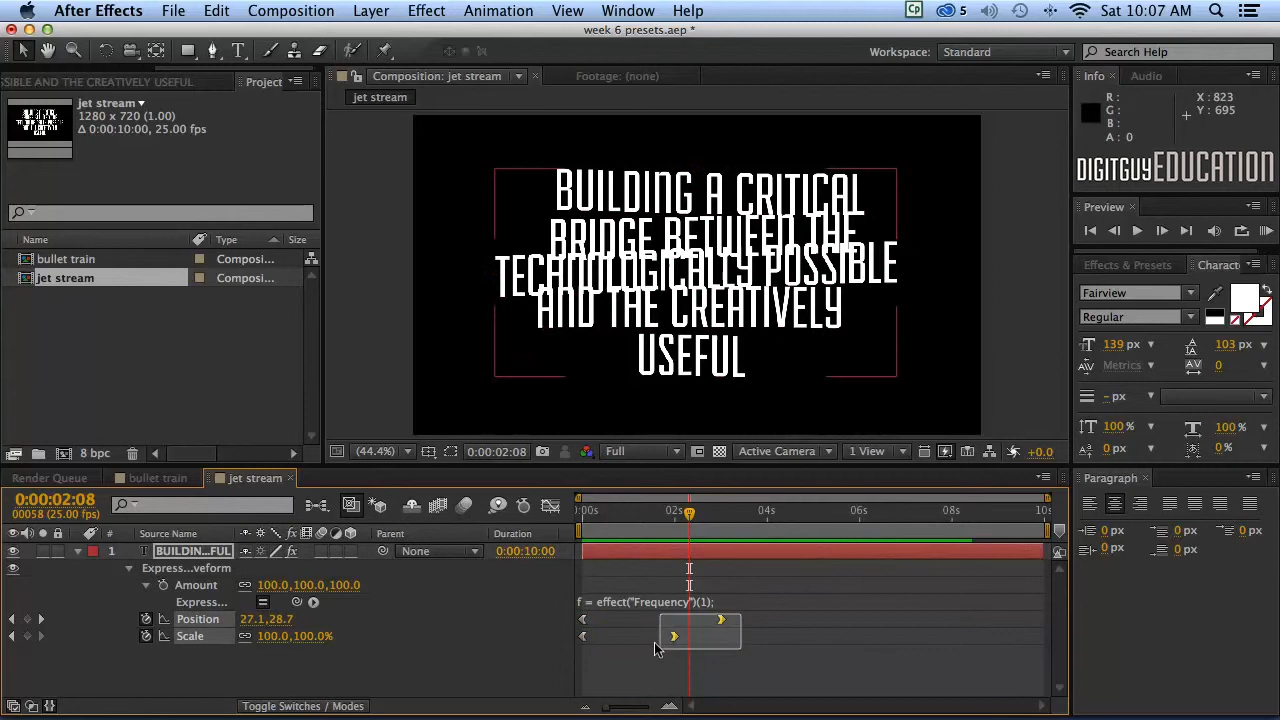 After Effects File Edit Composition Layer Effect Animation View Window Help 5 Sat 10:07 AM
week 6 presets.aep *
Workspace: Standard Search Help
SSIBLE AND THE CREATIVELY USEFUL Project
Composition: jet stream Footage: (none) Info Audio
jet stream
jet stream
1280 x 720 (1.00)
Δ 0:00:10:00, 25.00 fps
R : X : 823
G : Y : 695
B :
A : 0
DIGITGUYEDUCATION
BUILDING A CRITICAL
BRIDGE BETWEEN THE
TECHNOLOGICALLY POSSIBLE
AND THE CREATIVELY
USEFUL
Preview
Name Type Size
bullet train Composi...
jet stream Composi...
Effects & Presets Charact
Fairview
Regular
139 px 103 px
Metrics 0
- px
100 % 100 %
0 px 0 %
8 bpc
(44.4%) 0:00:02:08 Full Active Camera 1 View +0.0
Render Queue bullet train jet stream
Paragraph
0:00:02:08
00058 (25.00 fps)
:00s 02s 04s 06s 08s 10s
# Source Name Parent Duration
1 T BUILDIN...FUL None 0:00:10:00
Express...veform
Amount 100.0,100.0,100.0
Express... f = effect("Frequency")(1);
Position 27.1,28.7
Scale 100.0,100.0%
0 px 0 px 0 px
0 px 0 px
Toggle Switches / Modes